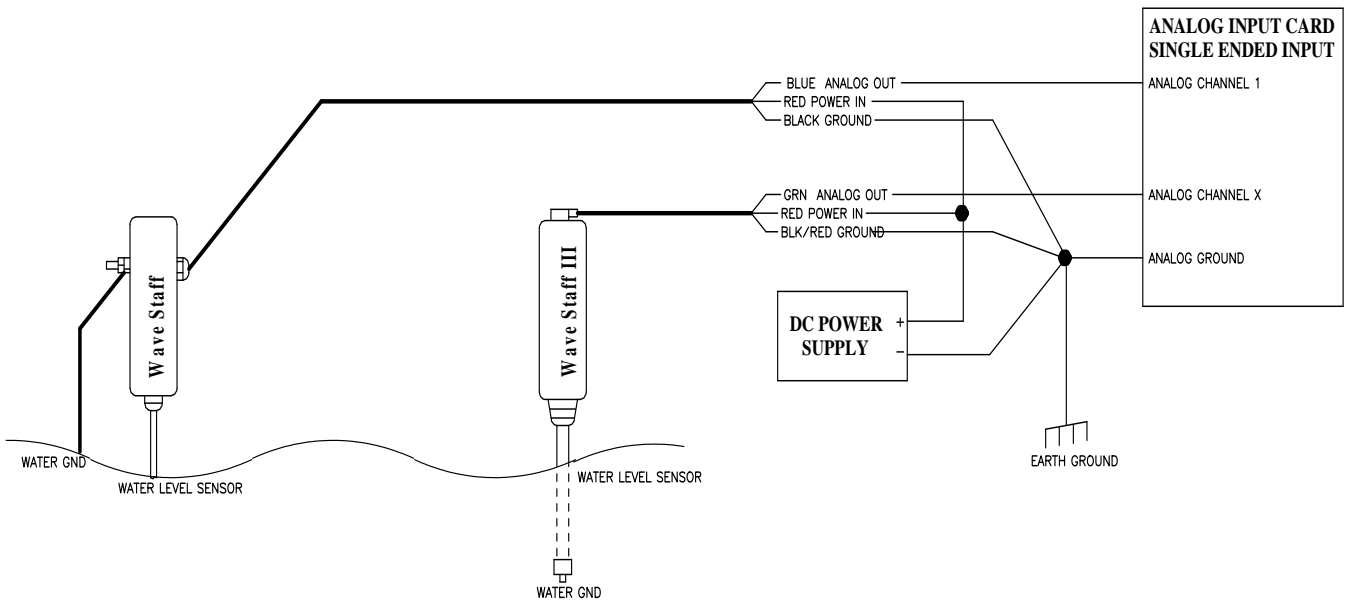 ANALOG INPUT CARD
SINGLE ENDED INPUT
BLUE ANALOG OUT
ANALOG CHANNEL 1
RED POWER IN
BLACK GROUND
GRN ANALOG OUT
ANALOG CHANNEL X
RED POWER IN
BLK/RED GROUND
ANALOG GROUND
Wave Staff
Wave Staff III
DC POWER +
SUPPLY −
EARTH GROUND
WATER GND
WATER LEVEL SENSOR
WATER LEVEL SENSOR
WATER GND